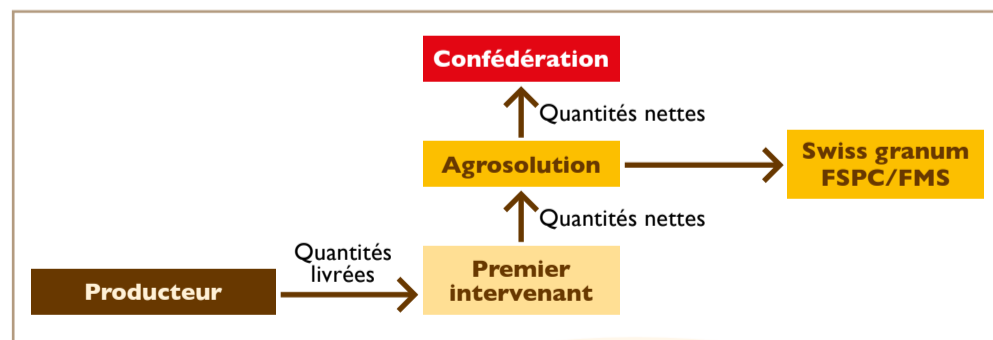 Confédération
Quantités nettes
Agrosolution
Swiss granum
FSPC/FMS
Quantités nettes
Quantités
livrées
Producteur
Premier
intervenant